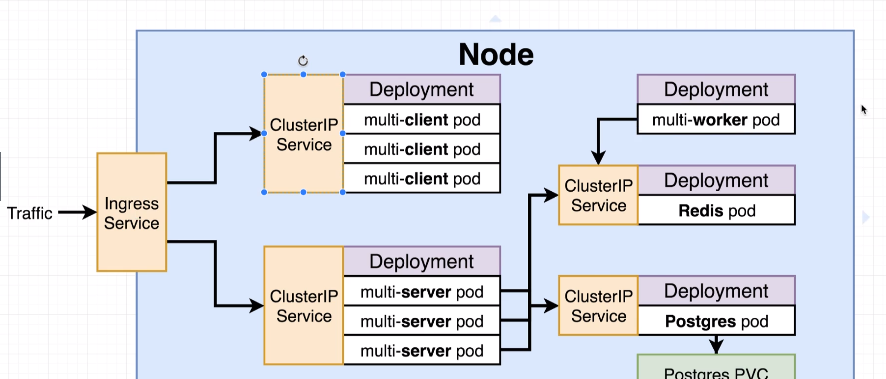 Node
Traffic
Ingress
Service
ClusterIP
Service
Deployment
multi-client pod
multi-client pod
multi-client pod
ClusterIP
Service
Deployment
multi-server pod
multi-server pod
multi-server pod
Deployment
multi-worker pod
ClusterIP
Service
Deployment
Redis pod
ClusterIP
Service
Deployment
Postgres pod
Postgres PVC